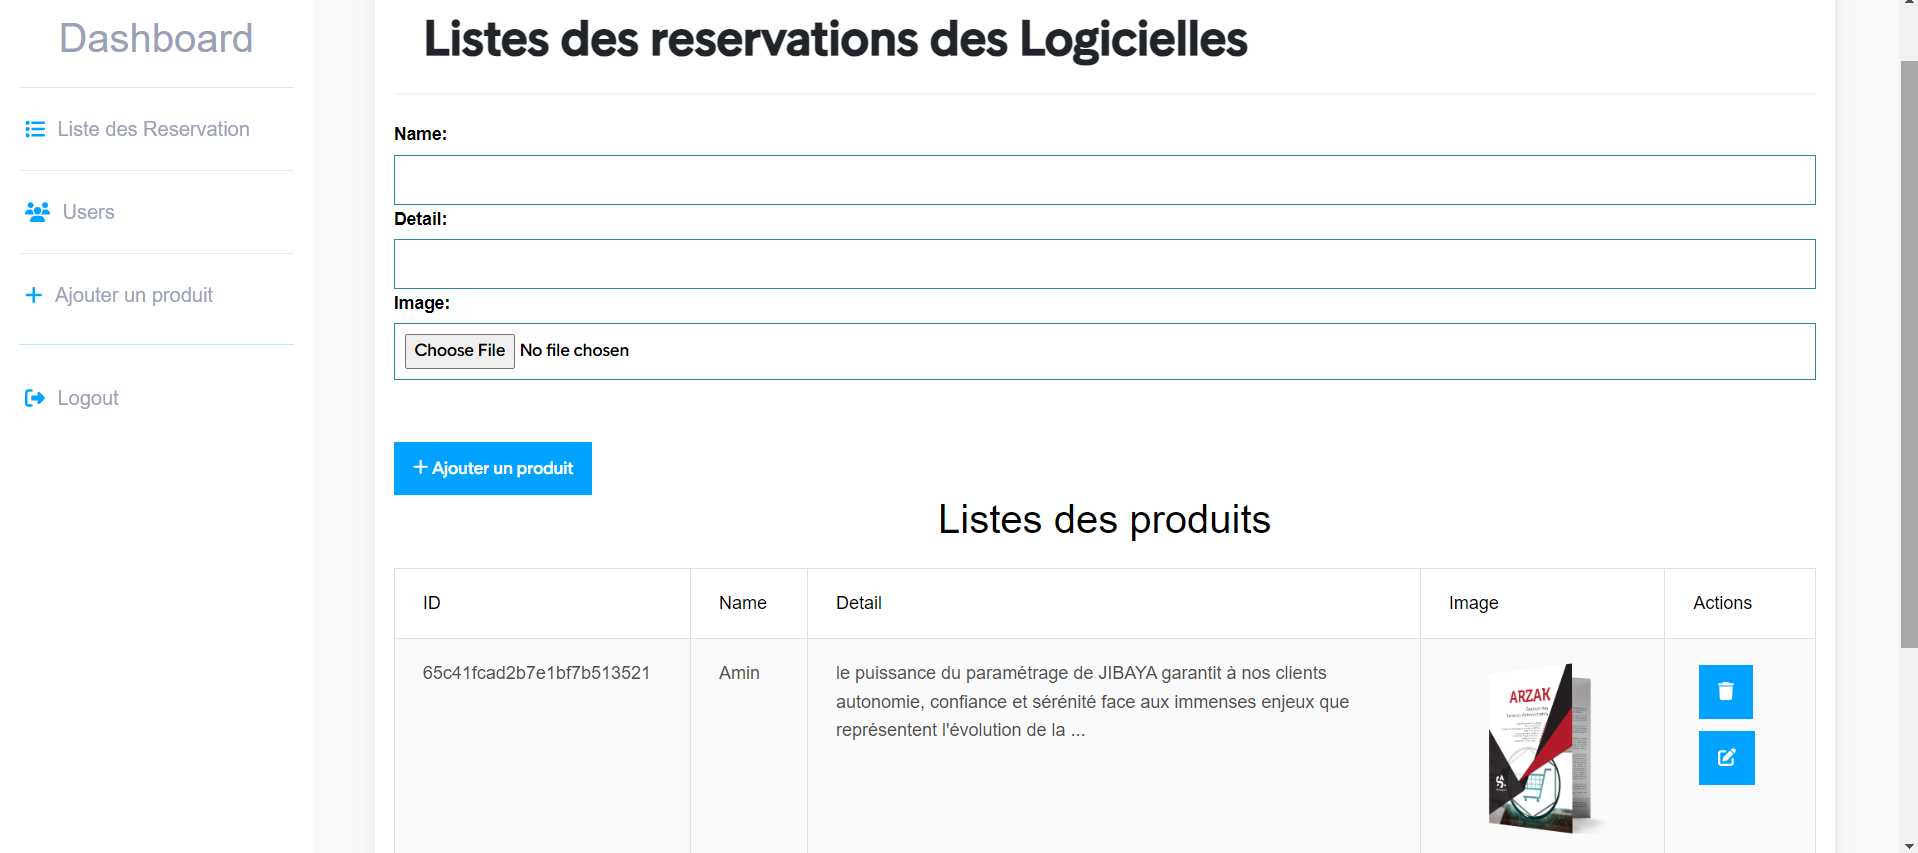 Dashboard
Liste des Reservation
Users
Ajouter un produit
Logout
Listes des reservations des Logicielles
Name:
Detail:
Image:
Choose File No file chosen
+ Ajouter un produit
Listes des produits
ID Name Detail Image Actions
65c41fcad2b7e1bf7b513521 Amin le puissance du paramétrage de JIBAYA garantit à nos clients
autonomie, confiance et sérénité face aux immenses enjeux que
représentent l'évolution de la ...
ARZAK